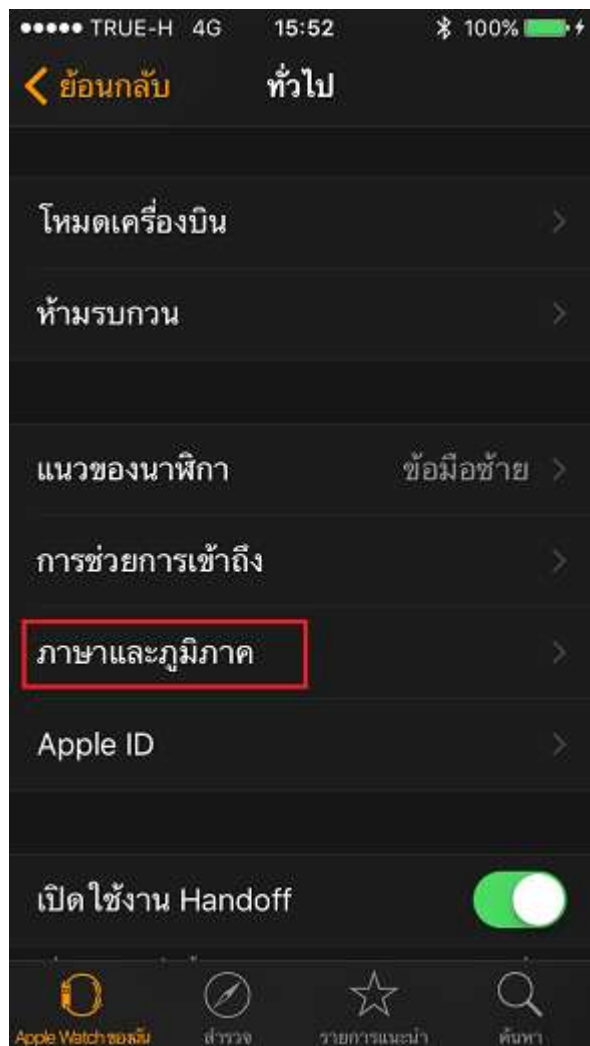 TRUE-H 4G 15:52 100%
ย้อนกลับ ทั่วไป
โหมดเครื่องบิน
ห้ามรบกวน
แนวของนาฬิกา ข้อมือซ้าย
การช่วยการเข้าถึง
ภาษาและภูมิภาค
Apple ID
เปิดใช้งาน Handoff
Apple Watch ของฉัน สำรวจ รายการแนะนำ ค้นหา